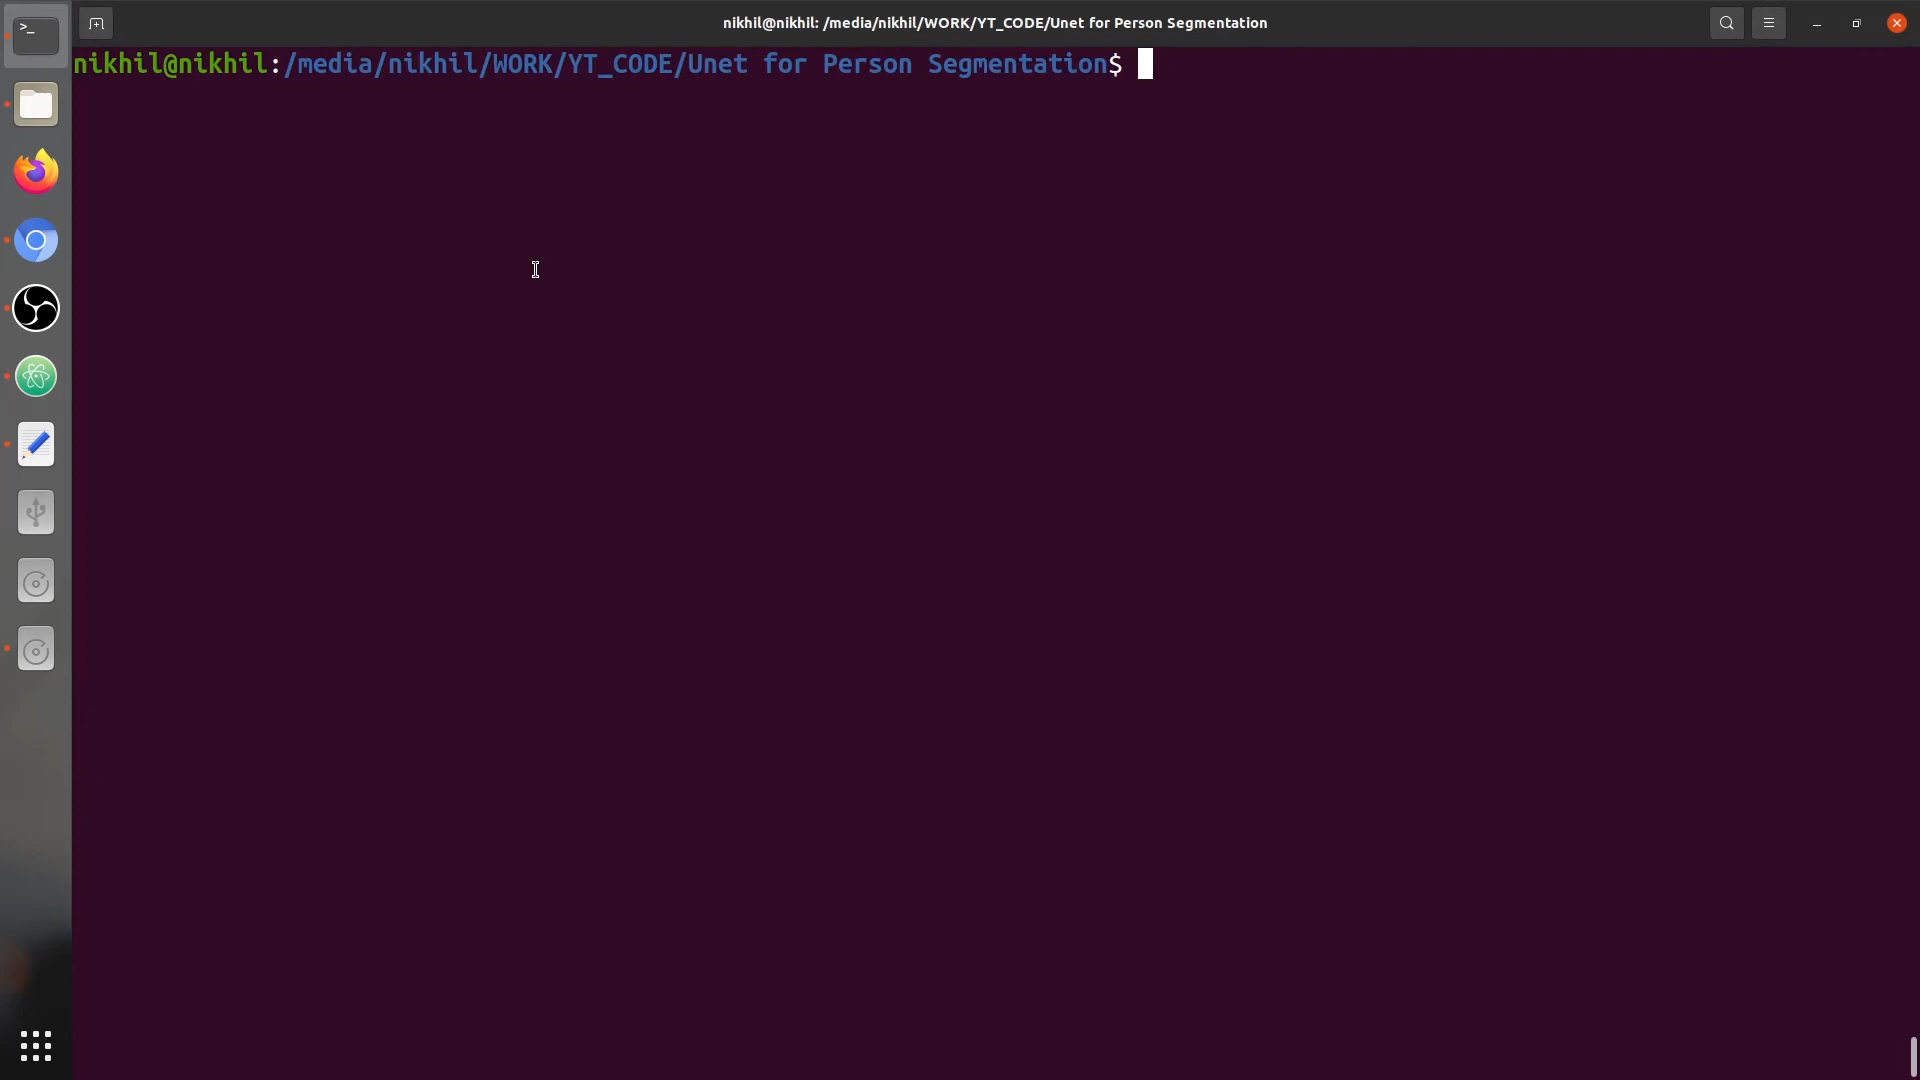 nikhil@nikhil: /media/nikhil/WORK/YT_CODE/Unet for Person Segmentation
nikhil@nikhil:/media/nikhil/WORK/YT_CODE/Unet for Person Segmentation$